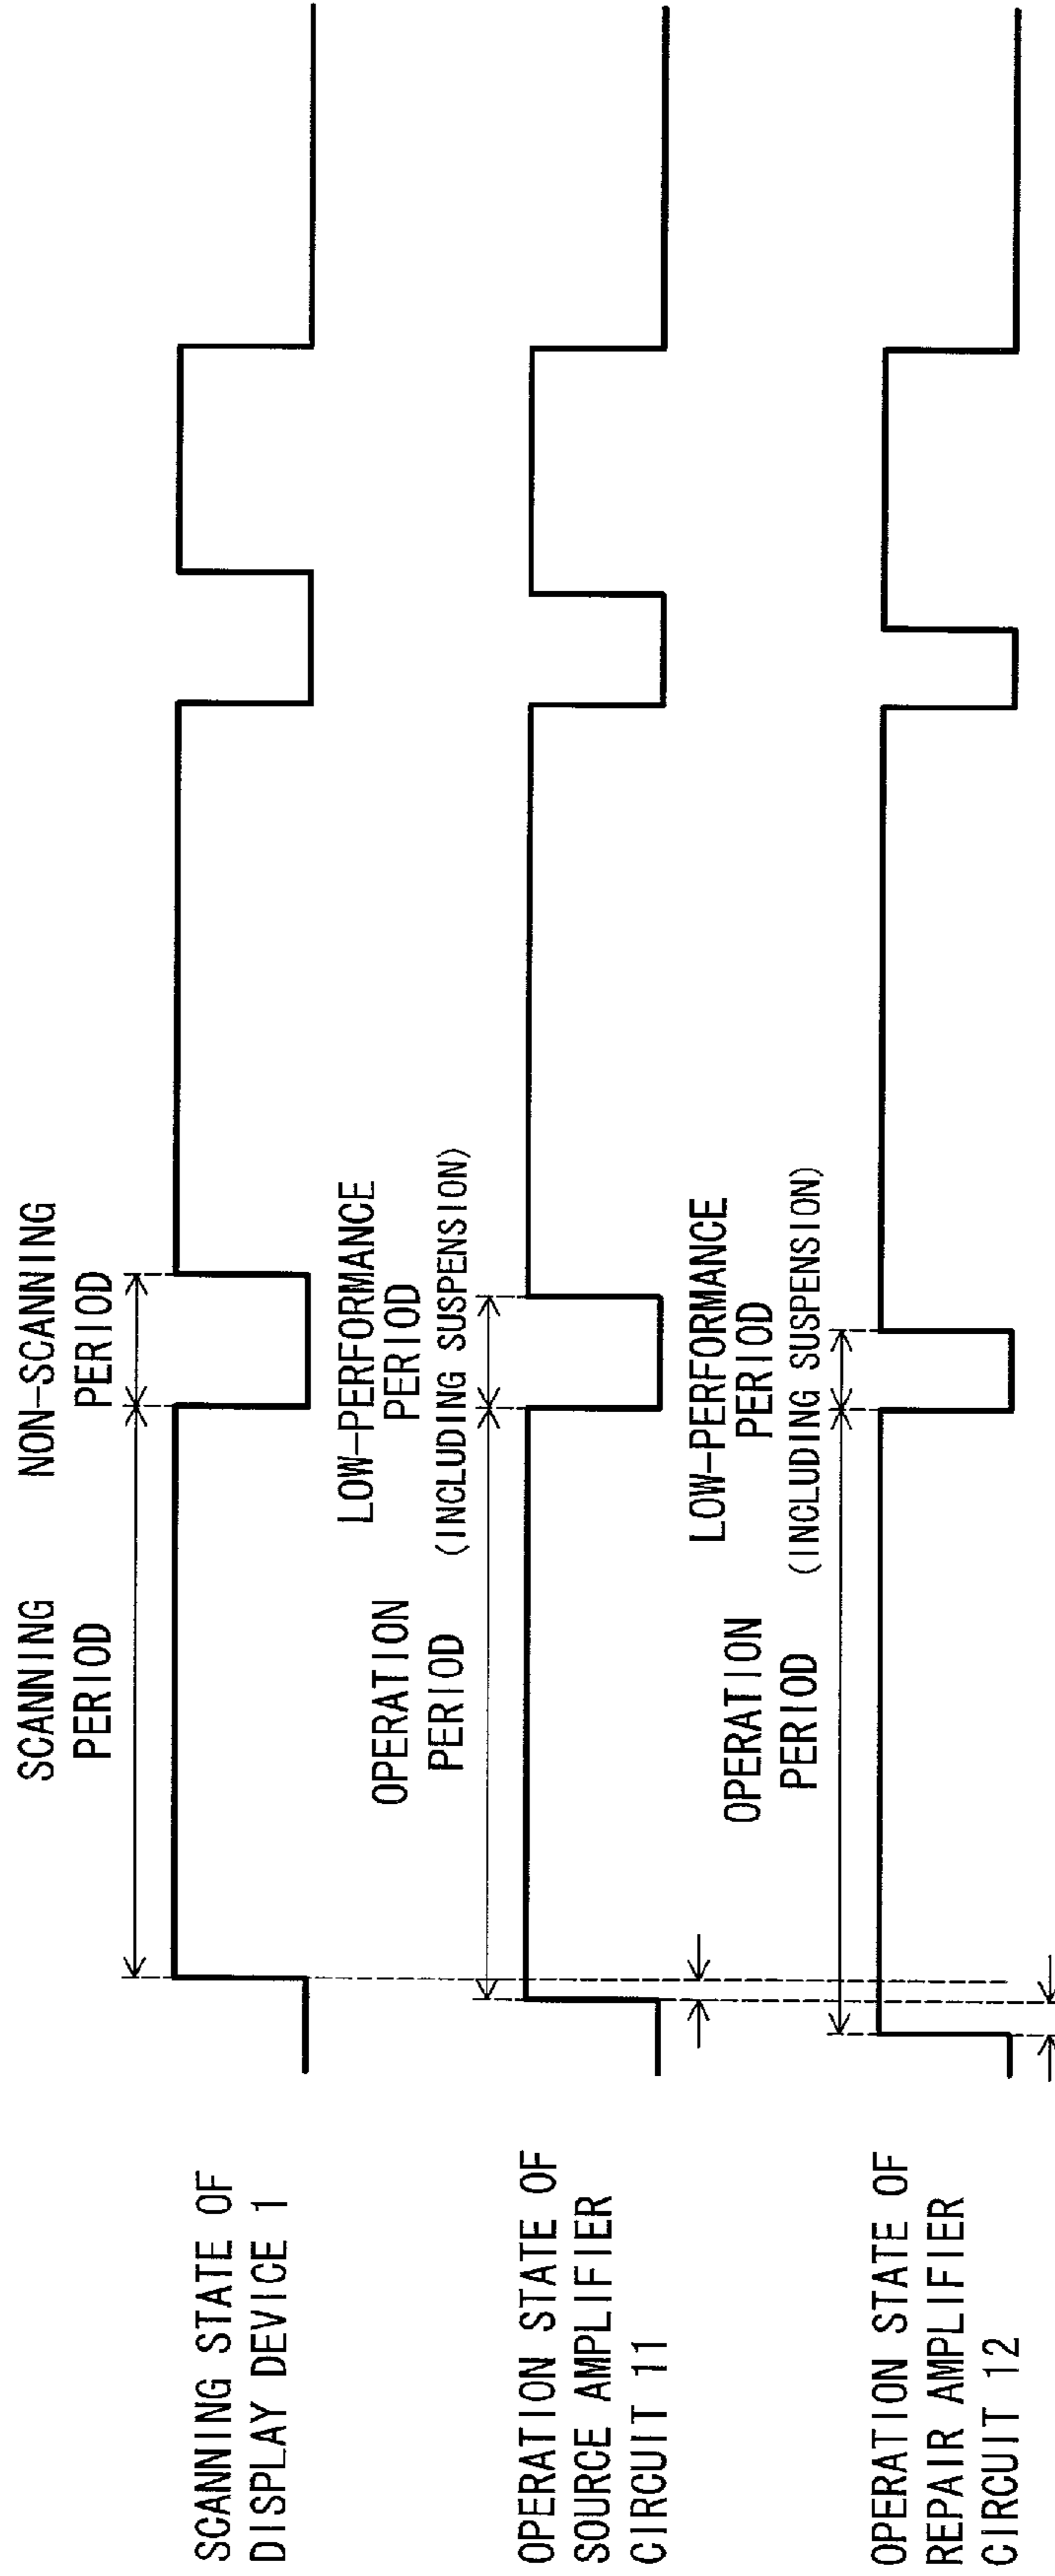 SCANNING STATE OF
DISPLAY DEVICE 1
SCANNING
PERIOD
NON-SCANNING
PERIOD
OPERATION STATE OF
SOURCE AMPLIFIER
CIRCUIT 11
OPERATION
PERIOD
LOW-PERFORMANCE
PERIOD
(INCLUDING SUSPENSION)
OPERATION STATE OF
REPAIR AMPLIFIER
CIRCUIT 12
OPERATION
PERIOD
LOW-PERFORMANCE
PERIOD
(INCLUDING SUSPENSION)